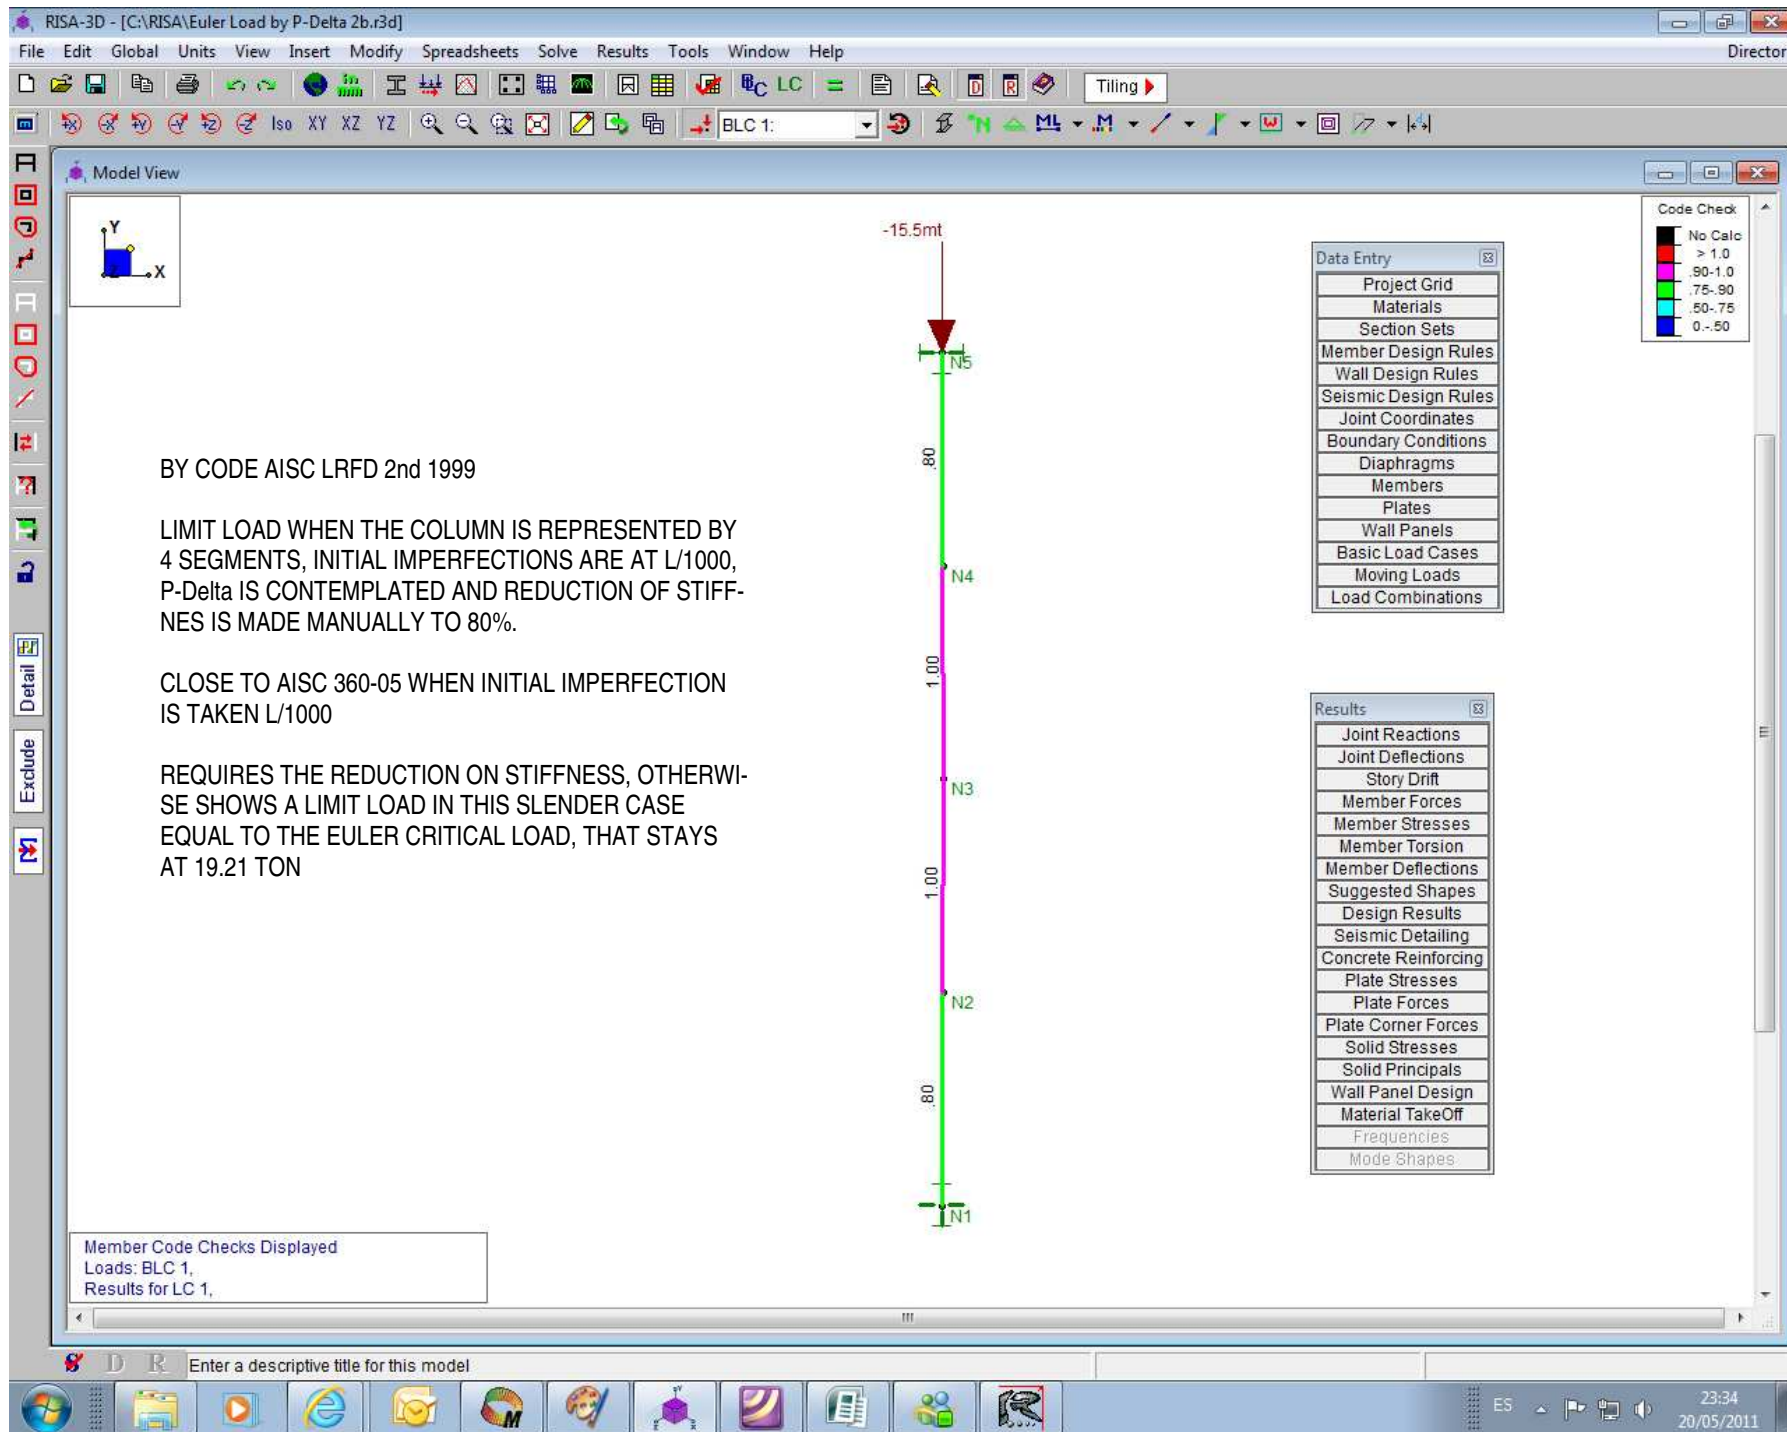 RISA-3D - [C:\RISA\Euler Load by P-Delta 2b.r3d]
File Edit Global Units View Insert Modify Spreadsheets Solve Results Tools Window Help Director
BC LC = D R Tiling
Iso XY XZ YZ BLC 1:
Model View
Y
X
Z
-15.5mt
Code Check
No Calc
> 1.0
.90-1.0
.75-.90
.50-.75
0.-.50
Data Entry
Project Grid
Materials
Section Sets
Member Design Rules
Wall Design Rules
Seismic Design Rules
Joint Coordinates
Boundary Conditions
Diaphragms
Members
Plates
Wall Panels
Basic Load Cases
Moving Loads
Load Combinations
N5
.80
N4
1.00
N3
1.00
N2
.80
N1
BY CODE AISC LRFD 2nd 1999
LIMIT LOAD WHEN THE COLUMN IS REPRESENTED BY
4 SEGMENTS, INITIAL IMPERFECTIONS ARE AT L/1000,
P-Delta IS CONTEMPLATED AND REDUCTION OF STIFF-
NES IS MADE MANUALLY TO 80%.
CLOSE TO AISC 360-05 WHEN INITIAL IMPERFECTION
IS TAKEN L/1000
REQUIRES THE REDUCTION ON STIFFNESS, OTHERWI-
SE SHOWS A LIMIT LOAD IN THIS SLENDER CASE
EQUAL TO THE EULER CRITICAL LOAD, THAT STAYS
AT 19.21 TON
Results
Joint Reactions
Joint Deflections
Story Drift
Member Forces
Member Stresses
Member Torsion
Member Deflections
Suggested Shapes
Design Results
Seismic Detailing
Concrete Reinforcing
Plate Stresses
Plate Forces
Plate Corner Forces
Solid Stresses
Solid Principals
Wall Panel Design
Material TakeOff
Frequencies
Mode Shapes
Detail
Exclude
Member Code Checks Displayed
Loads: BLC 1,
Results for LC 1,
S D R Enter a descriptive title for this model
ES 23:34
20/05/2011